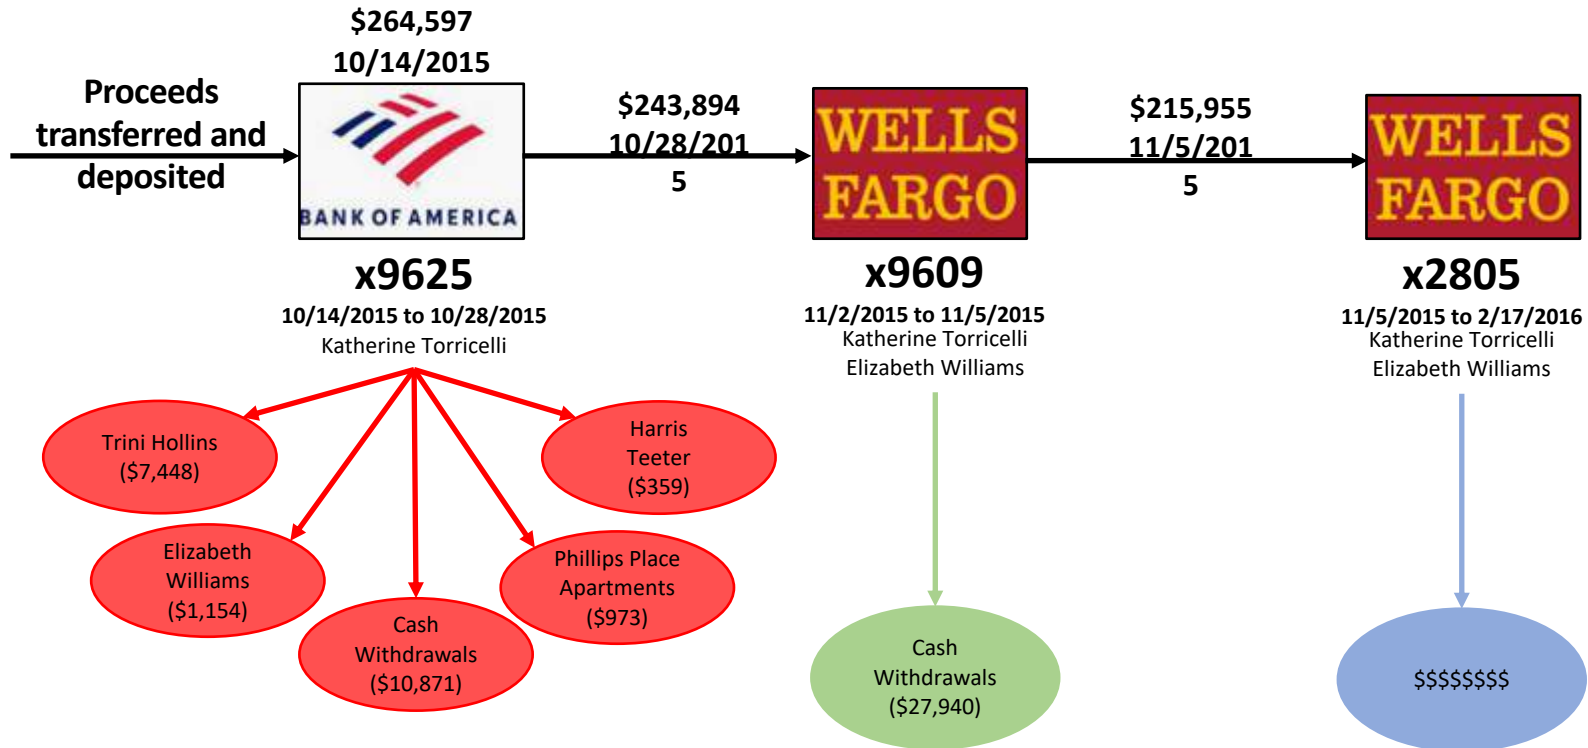 $264,597
10/14/2015
Proceeds
transferred and
deposited
BANK OF AMERICA
$243,894
10/28/201
5
WELLS
FARGO
$215,955
11/5/201
5
WELLS
FARGO
x9625
10/14/2015 to 10/28/2015
Katherine Torricelli
x9609
11/2/2015 to 11/5/2015
Katherine Torricelli
Elizabeth Williams
x2805
11/5/2015 to 2/17/2016
Katherine Torricelli
Elizabeth Williams
Trini Hollins
($7,448)
Harris
Teeter
($359)
Elizabeth
Williams
($1,154)
Phillips Place
Apartments
($973)
Cash
Withdrawals
($10,871)
Cash
Withdrawals
($27,940)
$$$$$$$$